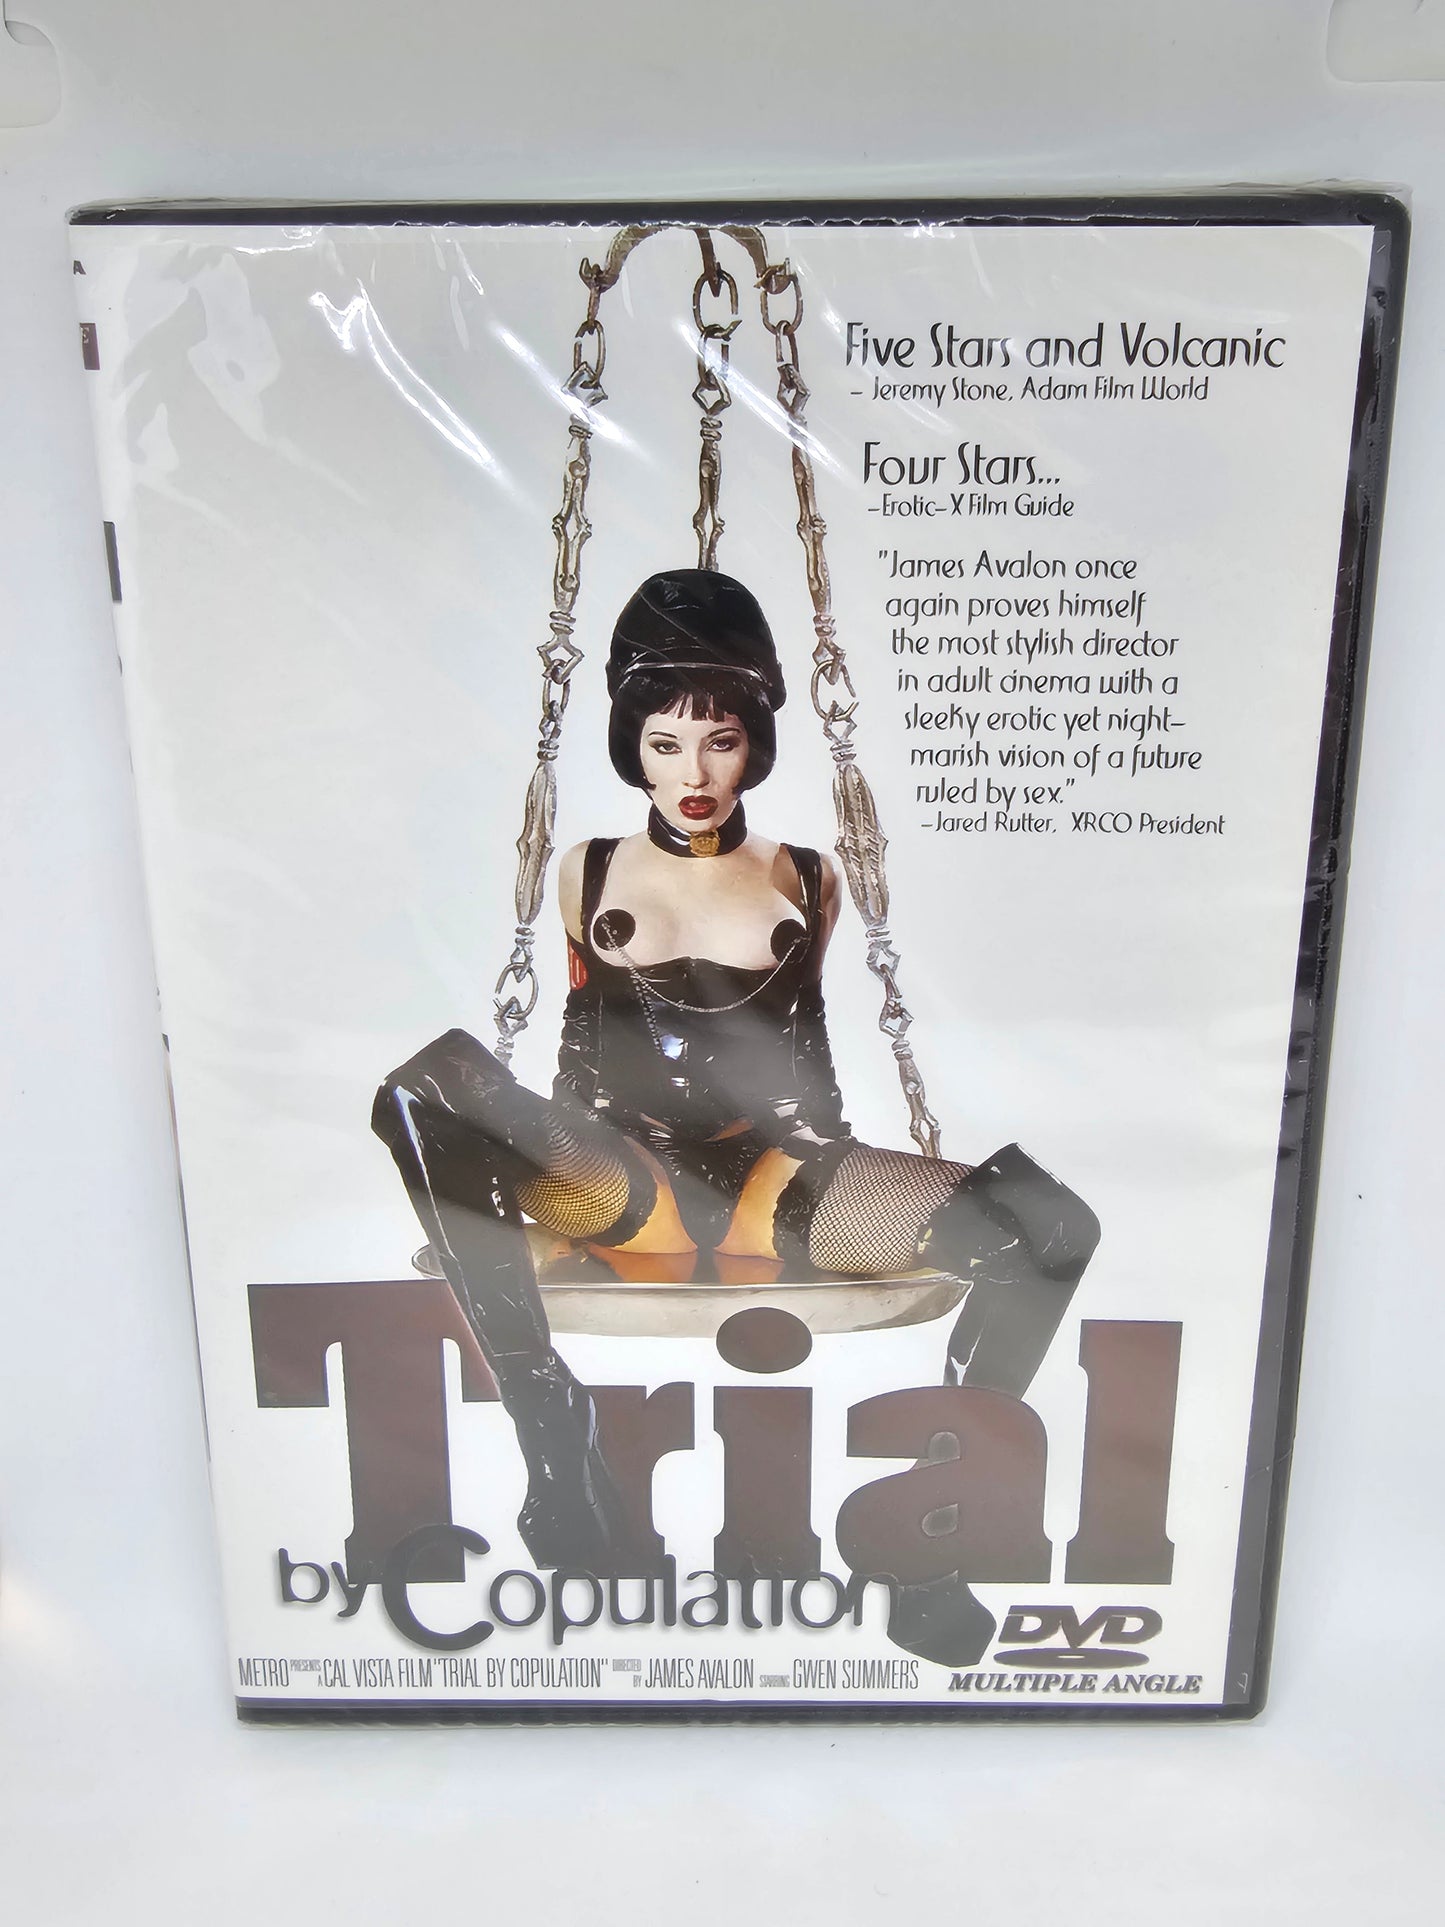 Five Stars and Volcanic
– Jeremy Stone, Adam Film World
Four Stars...
–Erotic–X Film Guide
"James Avalon once
again proves himself
the most stylish director
in adult cinema with a
sleeky erotic yet night–
marish vision of a future
ruled by sex."
–Jared Rutter, XRCO President
Trial
by Copulation
DVD
METRO PRESENTS A CAL VISTA FILM "TRIAL BY COPULATION" DIRECTED BY JAMES AVALON STARRING GWEN SUMMERS
MULTIPLE ANGLE